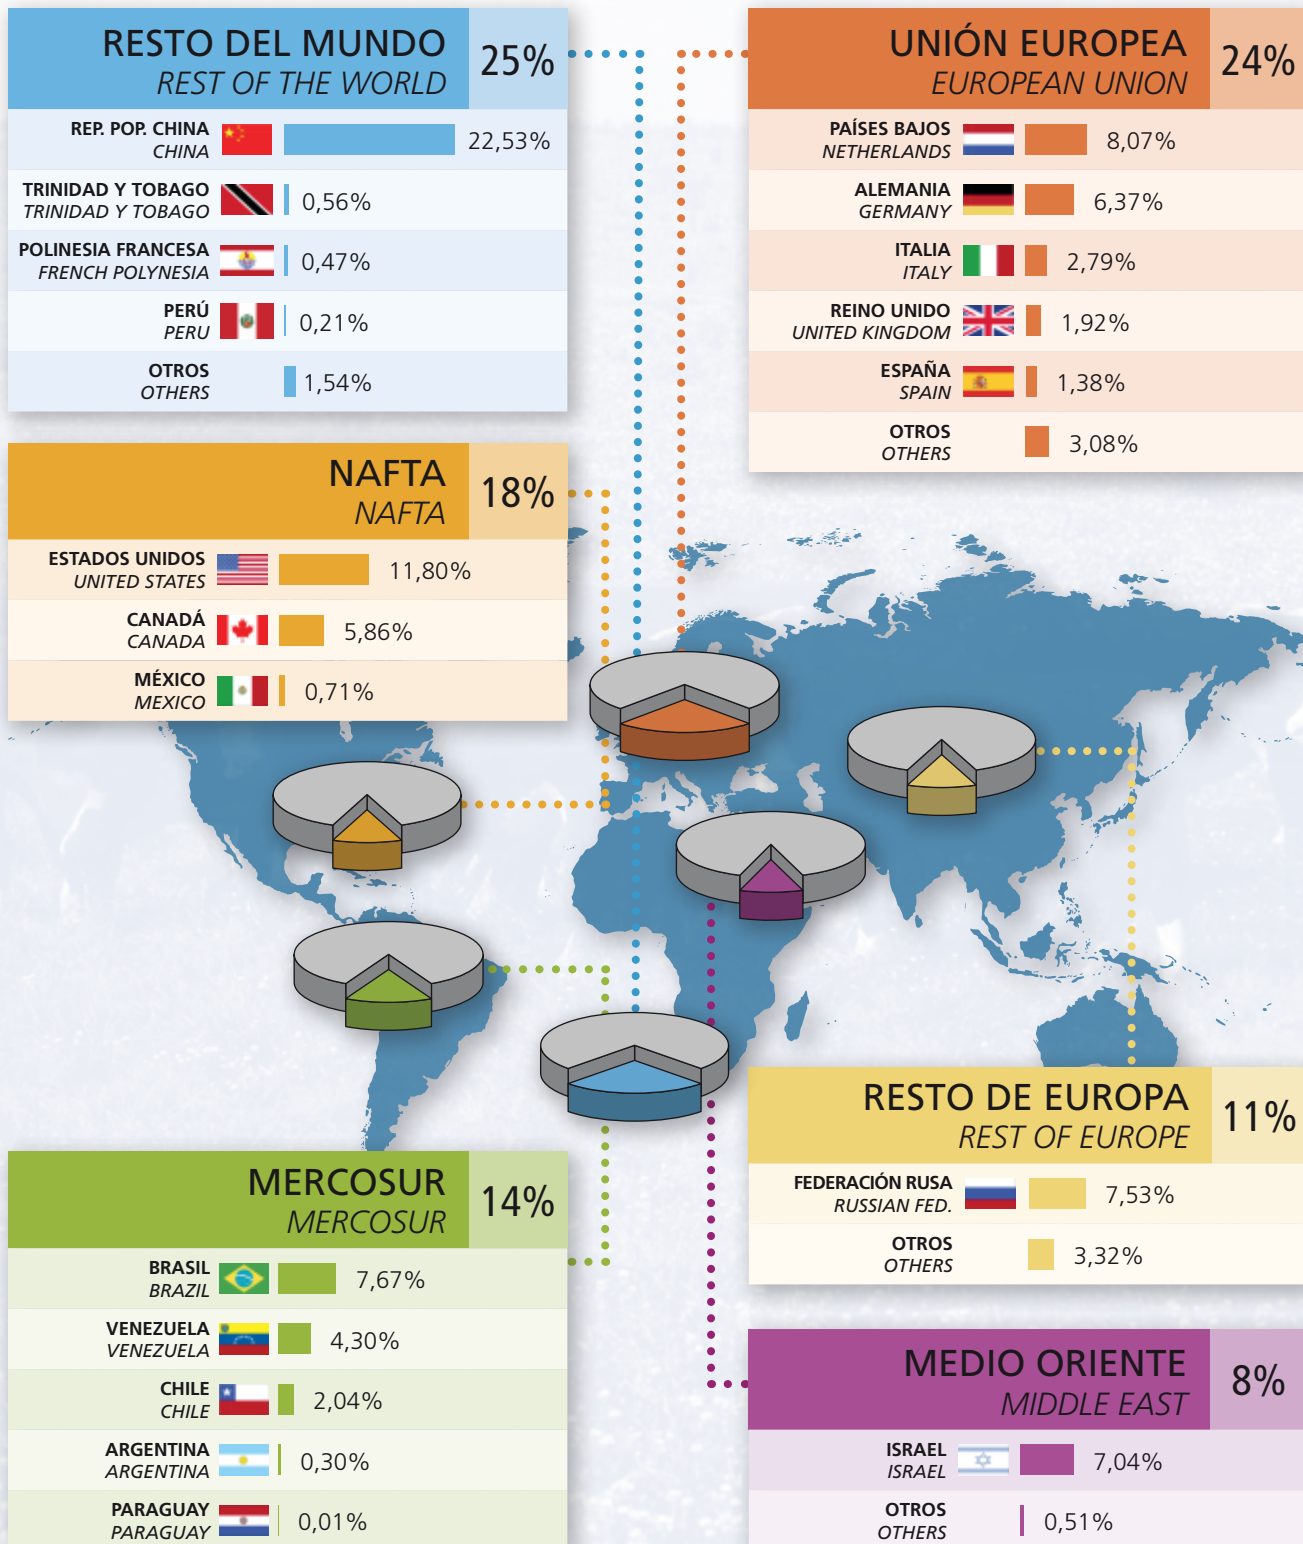 RESTO DEL MUNDO
REST OF THE WORLD
25%
REP. POP. CHINA
CHINA
22,53%
TRINIDAD Y TOBAGO
TRINIDAD Y TOBAGO
0,56%
POLINESIA FRANCESA
FRENCH POLYNESIA
0,47%
PERÚ
PERU
0,21%
OTROS
OTHERS
1,54%
UNIÓN EUROPEA
EUROPEAN UNION
24%
PAÍSES BAJOS
NETHERLANDS
8,07%
ALEMANIA
GERMANY
6,37%
ITALIA
ITALY
2,79%
REINO UNIDO
UNITED KINGDOM
1,92%
ESPAÑA
SPAIN
1,38%
OTROS
OTHERS
3,08%
NAFTA
NAFTA
18%
ESTADOS UNIDOS
UNITED STATES
11,80%
CANADÁ
CANADA
5,86%
MÉXICO
MEXICO
0,71%
RESTO DE EUROPA
REST OF EUROPE
11%
FEDERACIÓN RUSA
RUSSIAN FED.
7,53%
OTROS
OTHERS
3,32%
MERCOSUR
MERCOSUR
14%
BRASIL
BRAZIL
7,67%
VENEZUELA
VENEZUELA
4,30%
CHILE
CHILE
2,04%
ARGENTINA
ARGENTINA
0,30%
PARAGUAY
PARAGUAY
0,01%
MEDIO ORIENTE
MIDDLE EAST
8%
ISRAEL
ISRAEL
7,04%
OTROS
OTHERS
0,51%